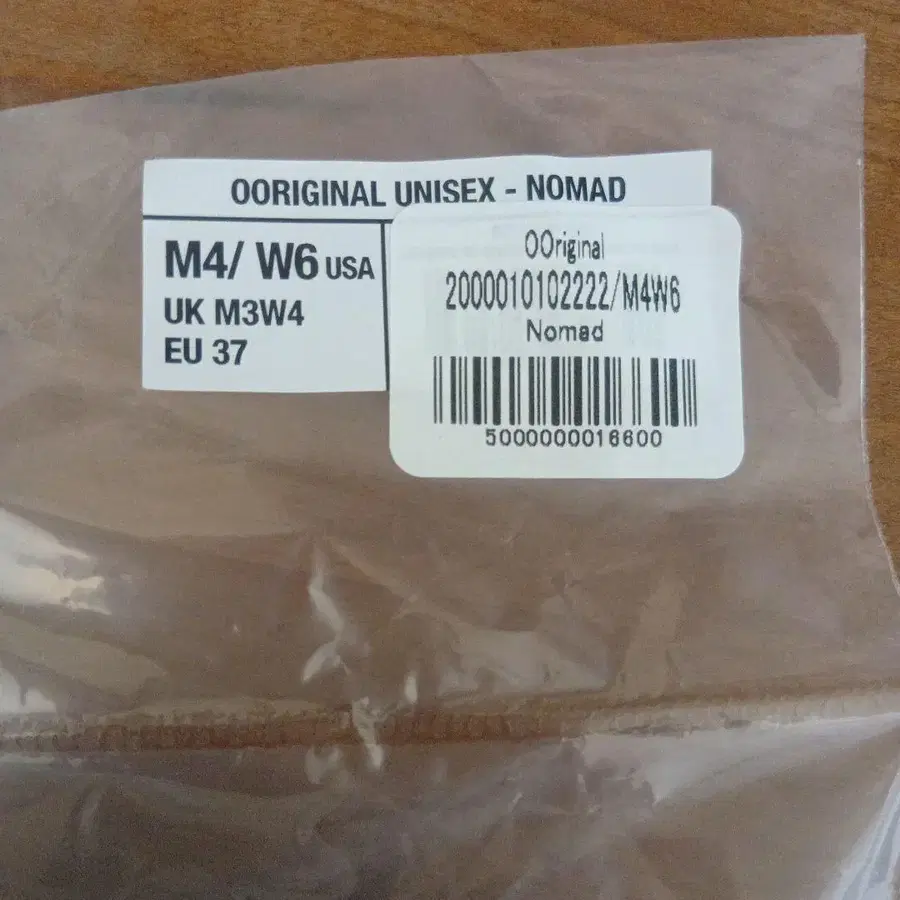 OORIGINAL UNISEX - NOMAD
M4/ W6 USA
UK M3W4
EU 37
OOriginal
2000010102222/M4W6
Nomad
5000000016600